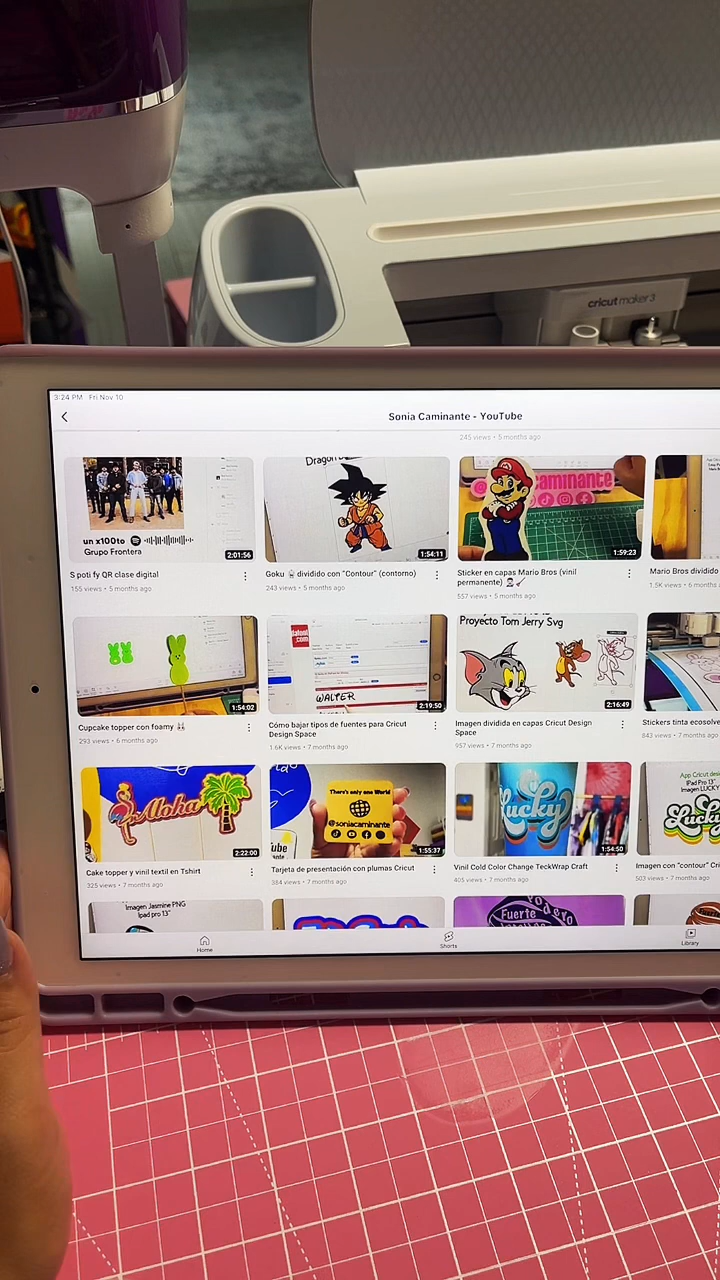 cricut maker 3
3:24 PM Fri Nov 10
Sonia Caminante - YouTube
245 views • 5 months ago
un x100to
Grupo Frontera
2:01:56
S poti fy QR clase digital
155 views • 5 months ago
1:54:11
Goku dividido con "Contour" (contorno)
243 views • 5 months ago
caminante
1:59:23
Sticker en capas Mario Bros (vinil
permanente)
557 views • 5 months ago
Mario Bros dividido
1.5K views • 6 months
1:54:02
Cupcake topper con foamy
293 views • 6 months ago
WALTER
2:19:50
Cómo bajar tipos de fuentes para Cricut
Design Space
1.6K views • 7 months ago
Proyecto Tom Jerry Svg
2:16:49
Imagen dividida en capas Cricut Design
Space
957 views • 7 months ago
Stickers tinta ecosolve
843 views • 7 months
Aloha
2:22:00
Cake topper y vinil textil en Tshirt
325 views • 7 months ago
There's only one World
@soniacaminante
1:55:37
Tarjeta de presentación con plumas Cricut
384 views • 7 months ago
Lucky
1:54:50
Vinil Cold Color Change TeckWrap Craft
405 views • 7 months ago
App Cricut
iPad Pro 13"
Imagen LUCKY
Lucky
Imagen con "contour" Cri
503 views • 7 months
Imagen Jasmine PNG
Ipad pro 13"
Fuerte
Home
Shorts
Library